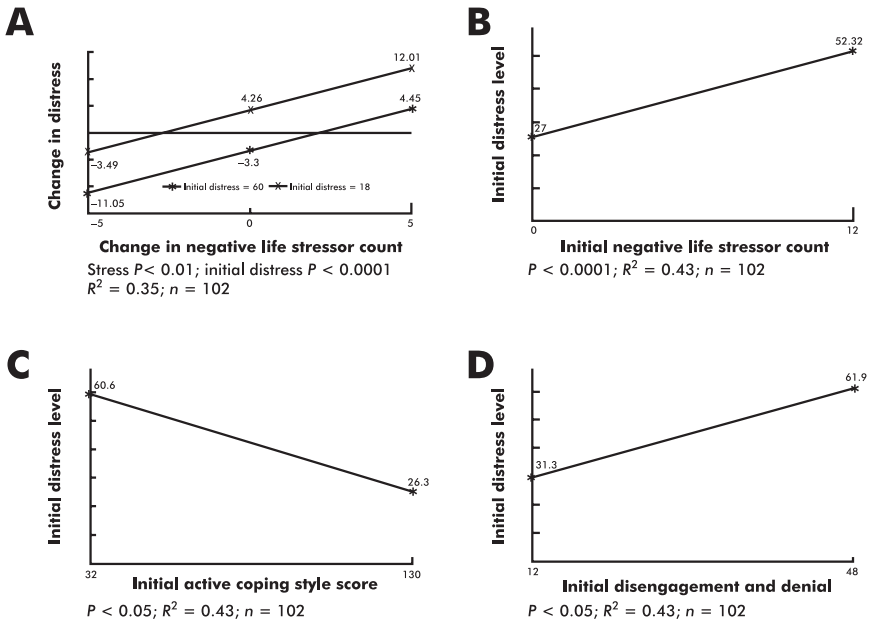 A
Change in distress
12.01
4.26
4.45
−3.49
−3.3
Initial distress = 60
Initial distress = 18
−11.05
−5
0
5
Change in negative life stressor count
Stress P < 0.01; initial distress P < 0.0001
R² = 0.35; n = 102
B
Initial distress level
52.32
27
0
12
Initial negative life stressor count
P < 0.0001; R² = 0.43; n = 102
C
Initial distress level
60.6
26.3
32
130
Initial active coping style score
P < 0.05; R² = 0.43; n = 102
D
Initial distress level
61.9
31.3
12
48
Initial disengagement and denial
P < 0.05; R² = 0.43; n = 102